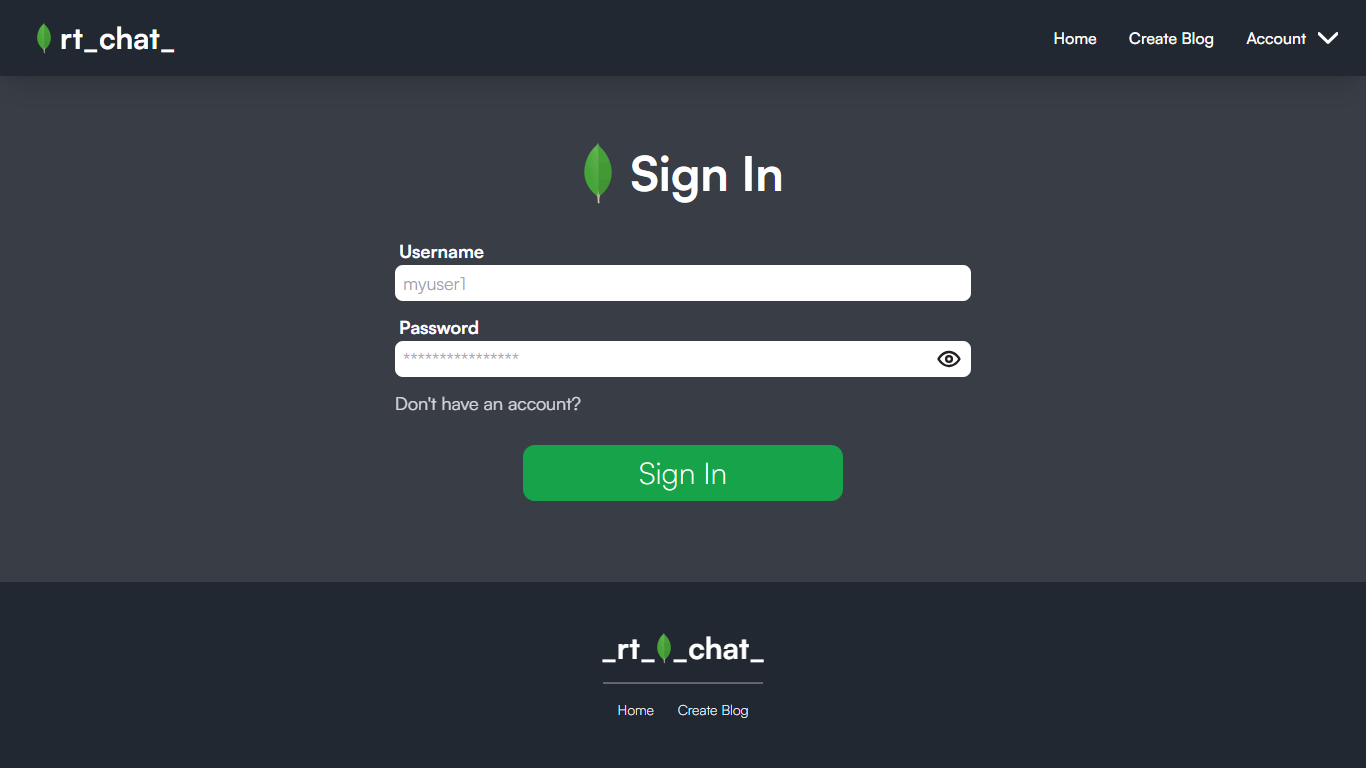 rt_chat_
Home Create Blog Account
Sign In
Username
myuser1
Password
****************
Don't have an account?
Sign In
_rt_ _chat_
Home Create Blog